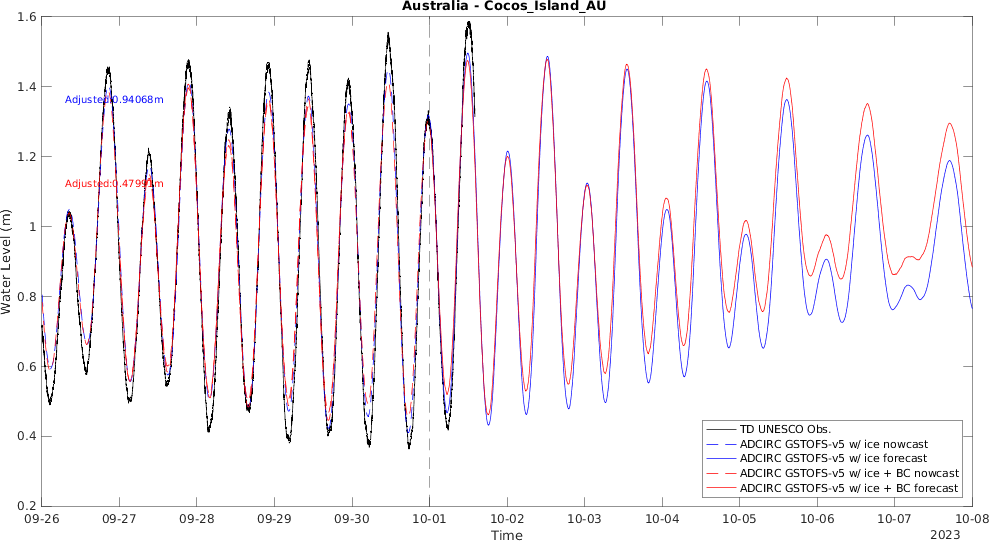 Australia - Cocos_Island_AU
1.6
1.4
1.2
1
0.8
0.6
0.4
0.2
Water Level (m)
Adjusted:0.94068m
Adjusted:0.47991m
TD UNESCO Obs.
ADCIRC GSTOFS-v5 w/ ice nowcast
ADCIRC GSTOFS-v5 w/ ice forecast
ADCIRC GSTOFS-v5 w/ ice + BC nowcast
ADCIRC GSTOFS-v5 w/ ice + BC forecast
09-26 09-27 09-28 09-29 09-30 10-01 10-02 10-03 10-04 10-05 10-06 10-07 10-08
Time
2023